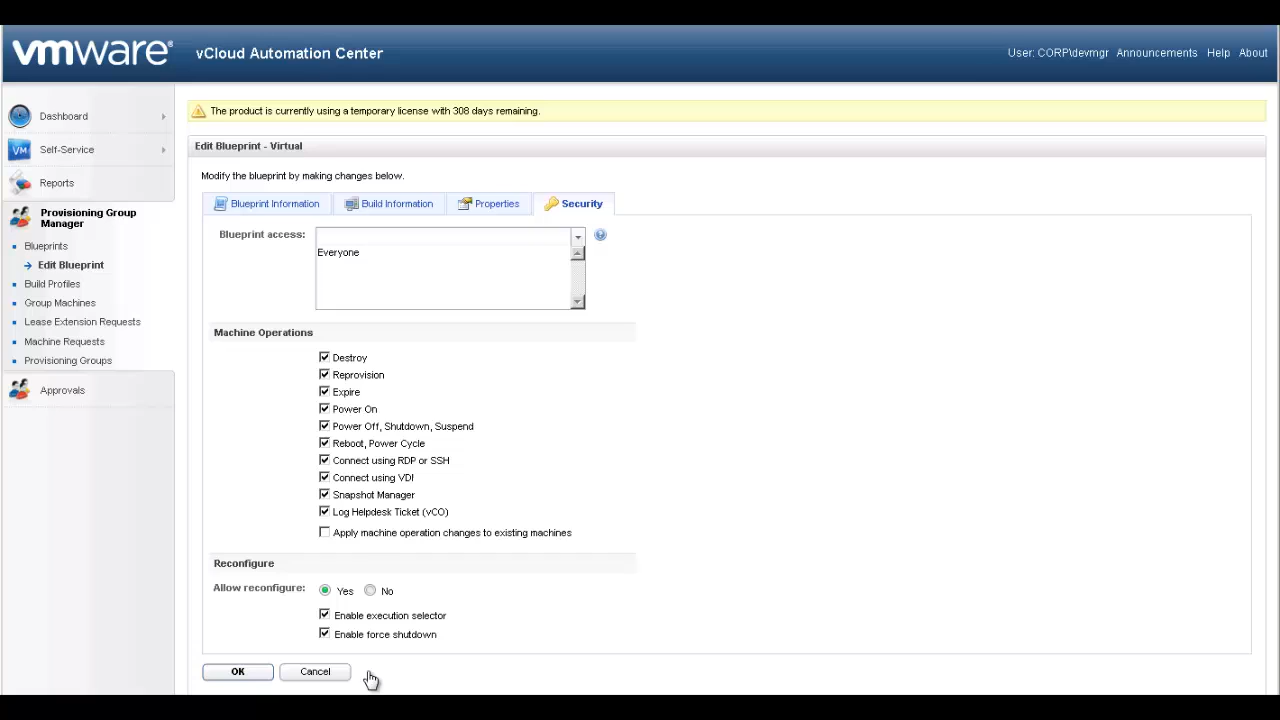 vmware® vCloud Automation Center User: CORP\devmgr Announcements Help About
Dashboard
Self-Service
Reports
Provisioning Group
Manager
Blueprints
Edit Blueprint
Build Profiles
Group Machines
Lease Extension Requests
Machine Requests
Provisioning Groups
Approvals
The product is currently using a temporary license with 308 days remaining.
Edit Blueprint - Virtual
Modify the blueprint by making changes below.
Blueprint Information Build Information Properties Security
Blueprint access:
Everyone
Machine Operations
Destroy
Reprovision
Expire
Power On
Power Off, Shutdown, Suspend
Reboot, Power Cycle
Connect using RDP or SSH
Connect using VDI
Snapshot Manager
Log Helpdesk Ticket (vCO)
Apply machine operation changes to existing machines
Reconfigure
Allow reconfigure: Yes No
Enable execution selector
Enable force shutdown
OK Cancel